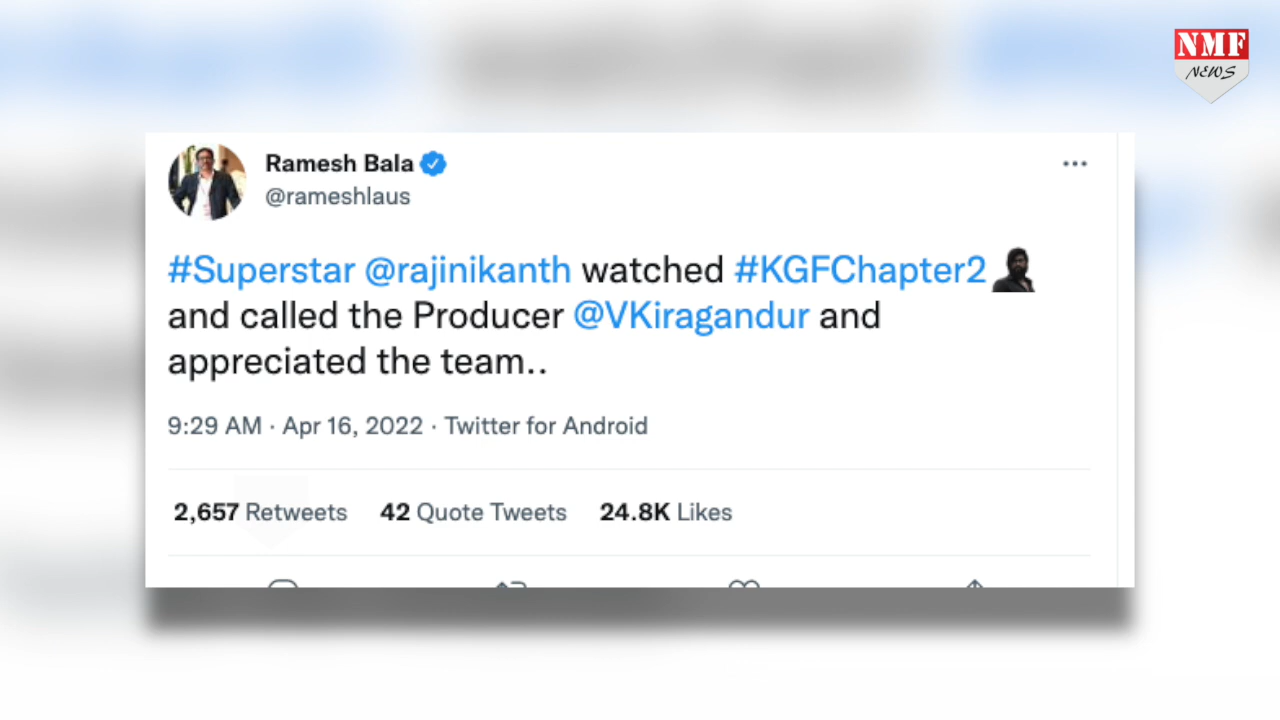 NMF
NEWS
Ramesh Bala
@rameshlaus
#Superstar @rajinikanth watched #KGFChapter2
and called the Producer @VKiragandur and
appreciated the team..
9:29 AM · Apr 16, 2022 · Twitter for Android
2,657 Retweets 42 Quote Tweets 24.8K Likes